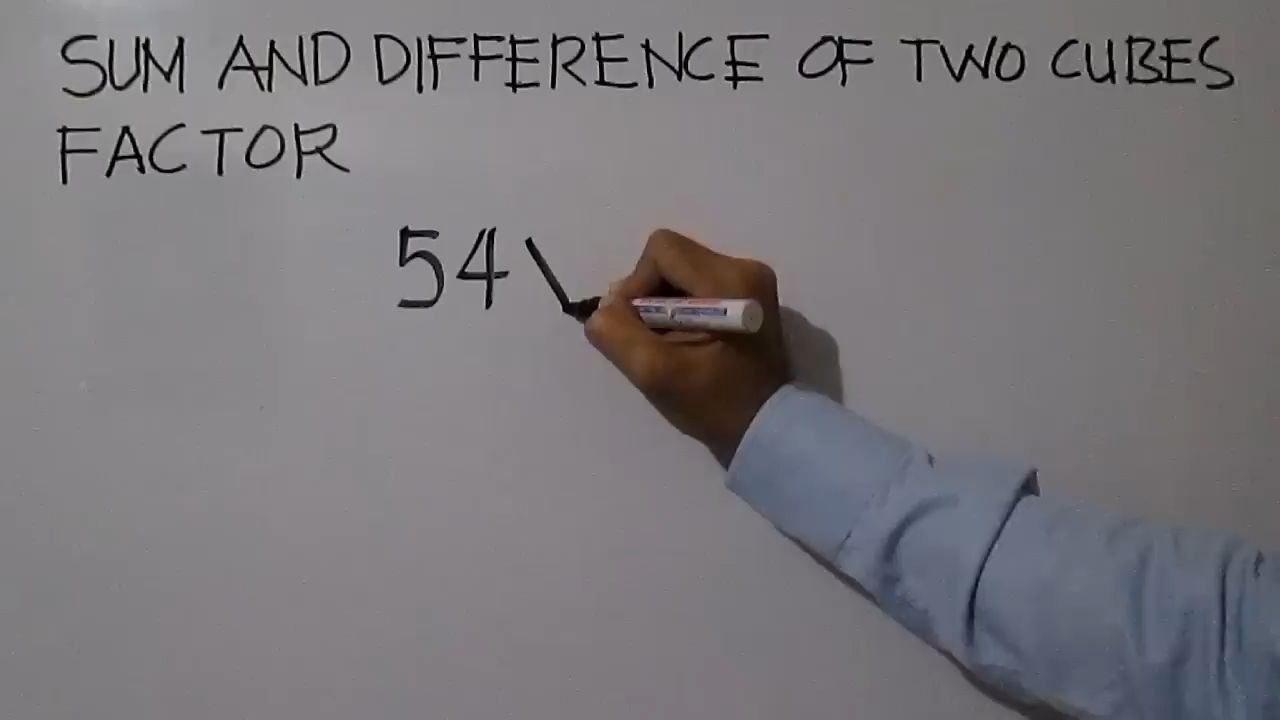 SUM AND DIFFERENCE OF TWO CUBES
FACTOR
54